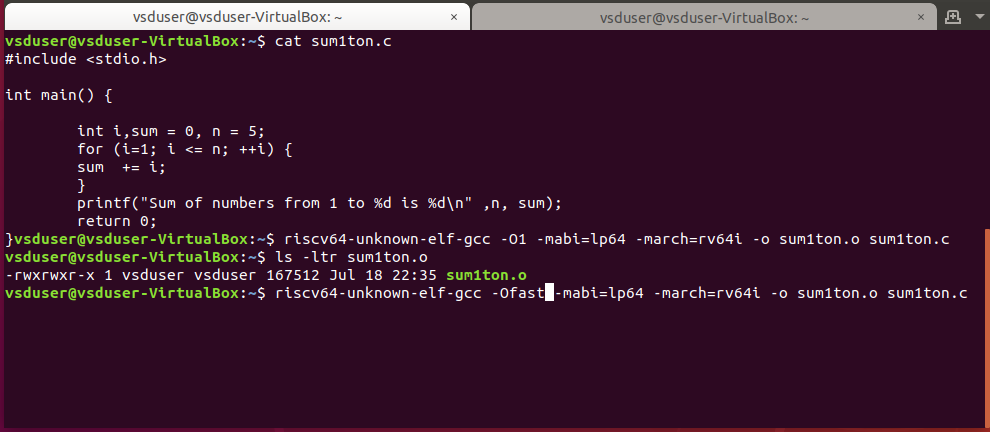 vsduser@vsduser-VirtualBox: ~ × vsduser@vsduser-VirtualBox: ~ ×
vsduser@vsduser-VirtualBox:~$ cat sum1ton.c
#include <stdio.h>

int main() {

        int i,sum = 0, n = 5;
        for (i=1; i <= n; ++i) {
        sum  += i;
        }
        printf("Sum of numbers from 1 to %d is %d\n" ,n, sum);
        return 0;
}vsduser@vsduser-VirtualBox:~$ riscv64-unknown-elf-gcc -O1 -mabi=lp64 -march=rv64i -o sum1ton.o sum1ton.c
vsduser@vsduser-VirtualBox:~$ ls -ltr sum1ton.o
-rwxrwxr-x 1 vsduser vsduser 167512 Jul 18 22:35 sum1ton.o
vsduser@vsduser-VirtualBox:~$ riscv64-unknown-elf-gcc -Ofast -mabi=lp64 -march=rv64i -o sum1ton.o sum1ton.c